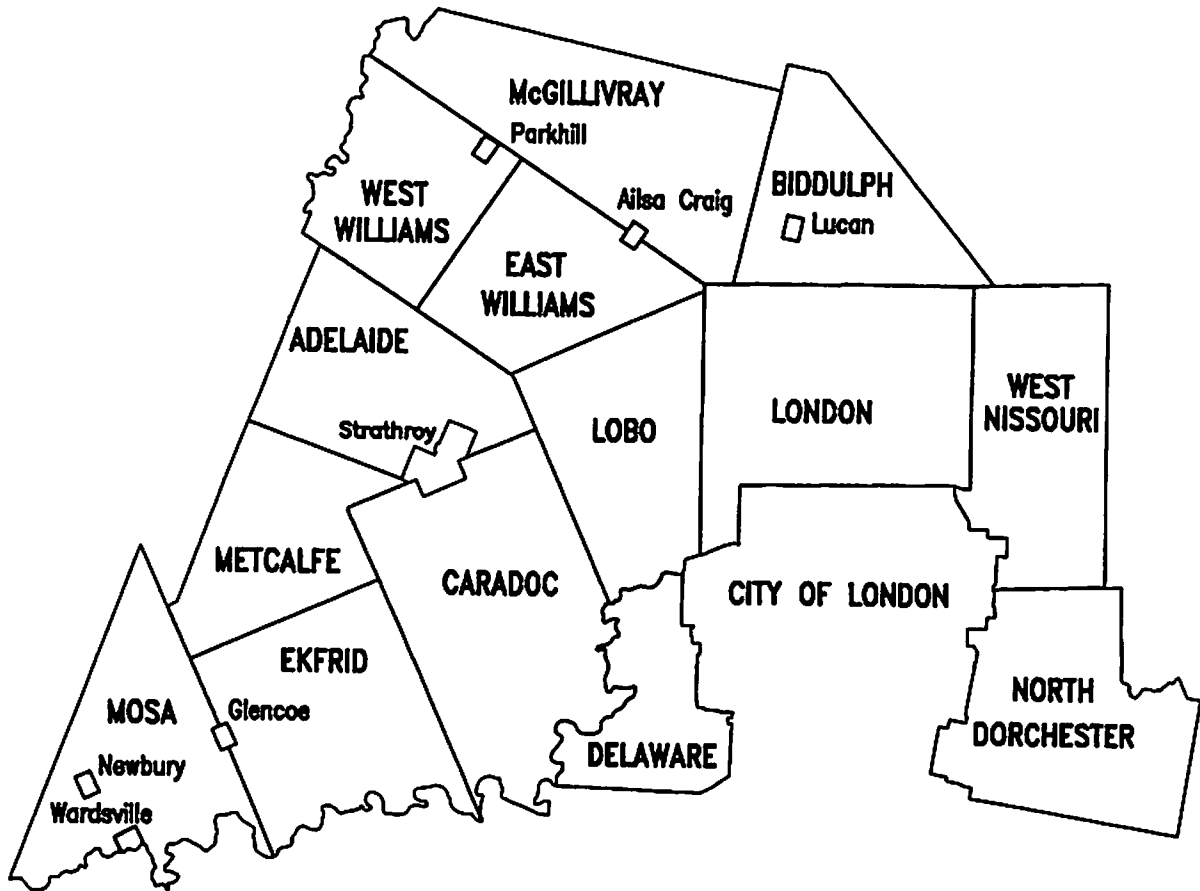 McGILLIVRAY
Parkhill
BIDDULPH
WEST
WILLIAMS
Ailsa Craig
Lucan
EAST
WILLIAMS
ADELAIDE
WEST
NISSOURI
LONDON
LOBO
Strathroy
METCALFE
CARADOC
CITY OF LONDON
EKFRID
NORTH
DORCHESTER
MOSA
Glencoe
DELAWARE
Newbury
Wardsville